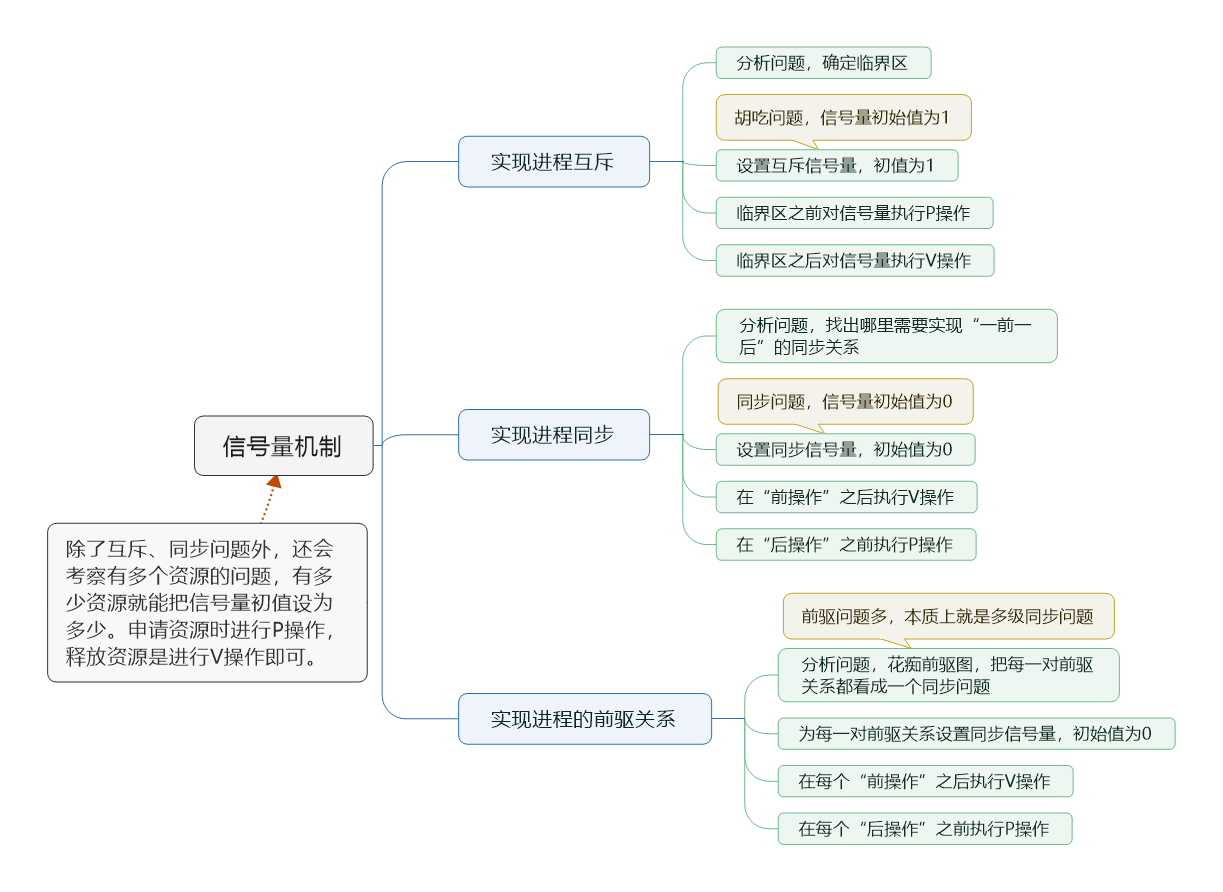 分析问题，确定临界区
胡吃问题，信号量初始值为1
实现进程互斥
设置互斥信号量，初值为1
临界区之前对信号量执行P操作
临界区之后对信号量执行V操作
分析问题，找出哪里需要实现“一前一
后”的同步关系
同步问题，信号量初始值为0
实现进程同步
设置同步信号量，初始值为0
在“前操作”之后执行V操作
在“后操作”之前执行P操作
信号量机制
除了互斥、同步问题外，还会
考察有多个资源的问题，有多
少资源就能把信号量初值设为
多少。申请资源时进行P操作，
释放资源是进行V操作即可。
前驱问题多，本质上就是多级同步问题
分析问题，花痴前驱图，把每一对前驱
关系都看成一个同步问题
实现进程的前驱关系
为每一对前驱关系设置同步信号量，初始值为0
在每个“前操作”之后执行V操作
在每个“后操作”之前执行P操作